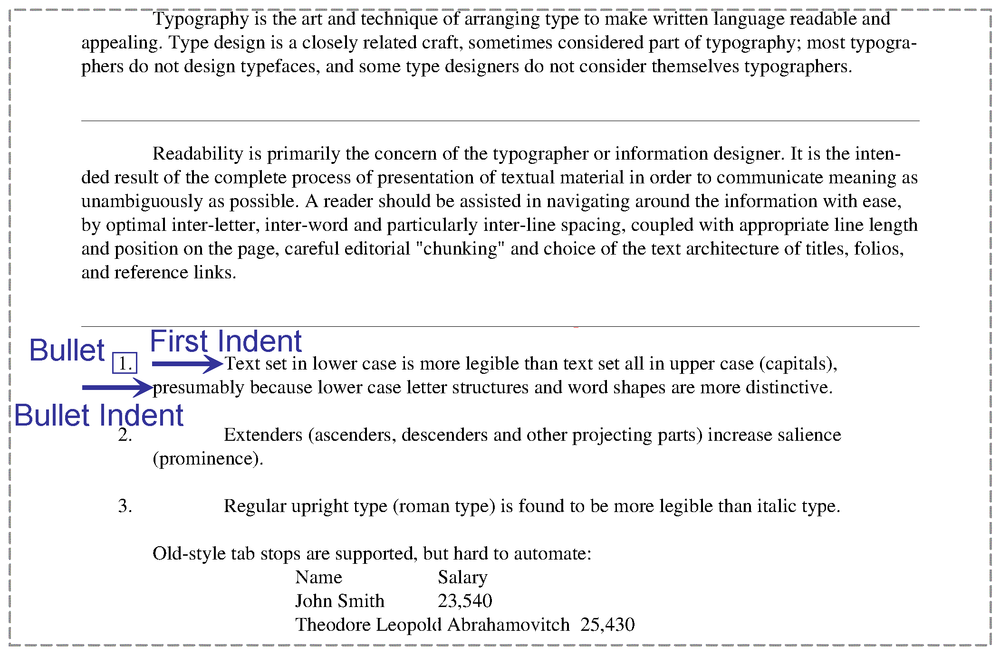 Typography is the art and technique of arranging type to make written language readable and
appealing. Type design is a closely related craft, sometimes considered part of typography; most typogra-
phers do not design typefaces, and some type designers do not consider themselves typographers.
Readability is primarily the concern of the typographer or information designer. It is the inten-
ded result of the complete process of presentation of textual material in order to communicate meaning as
unambiguously as possible. A reader should be assisted in navigating around the information with ease,
by optimal inter-letter, inter-word and particularly inter-line spacing, coupled with appropriate line length
and position on the page, careful editorial "chunking" and choice of the text architecture of titles, folios,
and reference links.
Bullet First Indent
1. Text set in lower case is more legible than text set all in upper case (capitals),
presumably because lower case letter structures and word shapes are more distinctive.
Bullet Indent
2. Extenders (ascenders, descenders and other projecting parts) increase salience
(prominence).
3. Regular upright type (roman type) is found to be more legible than italic type.
Old-style tab stops are supported, but hard to automate:
Name Salary
John Smith 23,540
Theodore Leopold Abrahamovitch 25,430